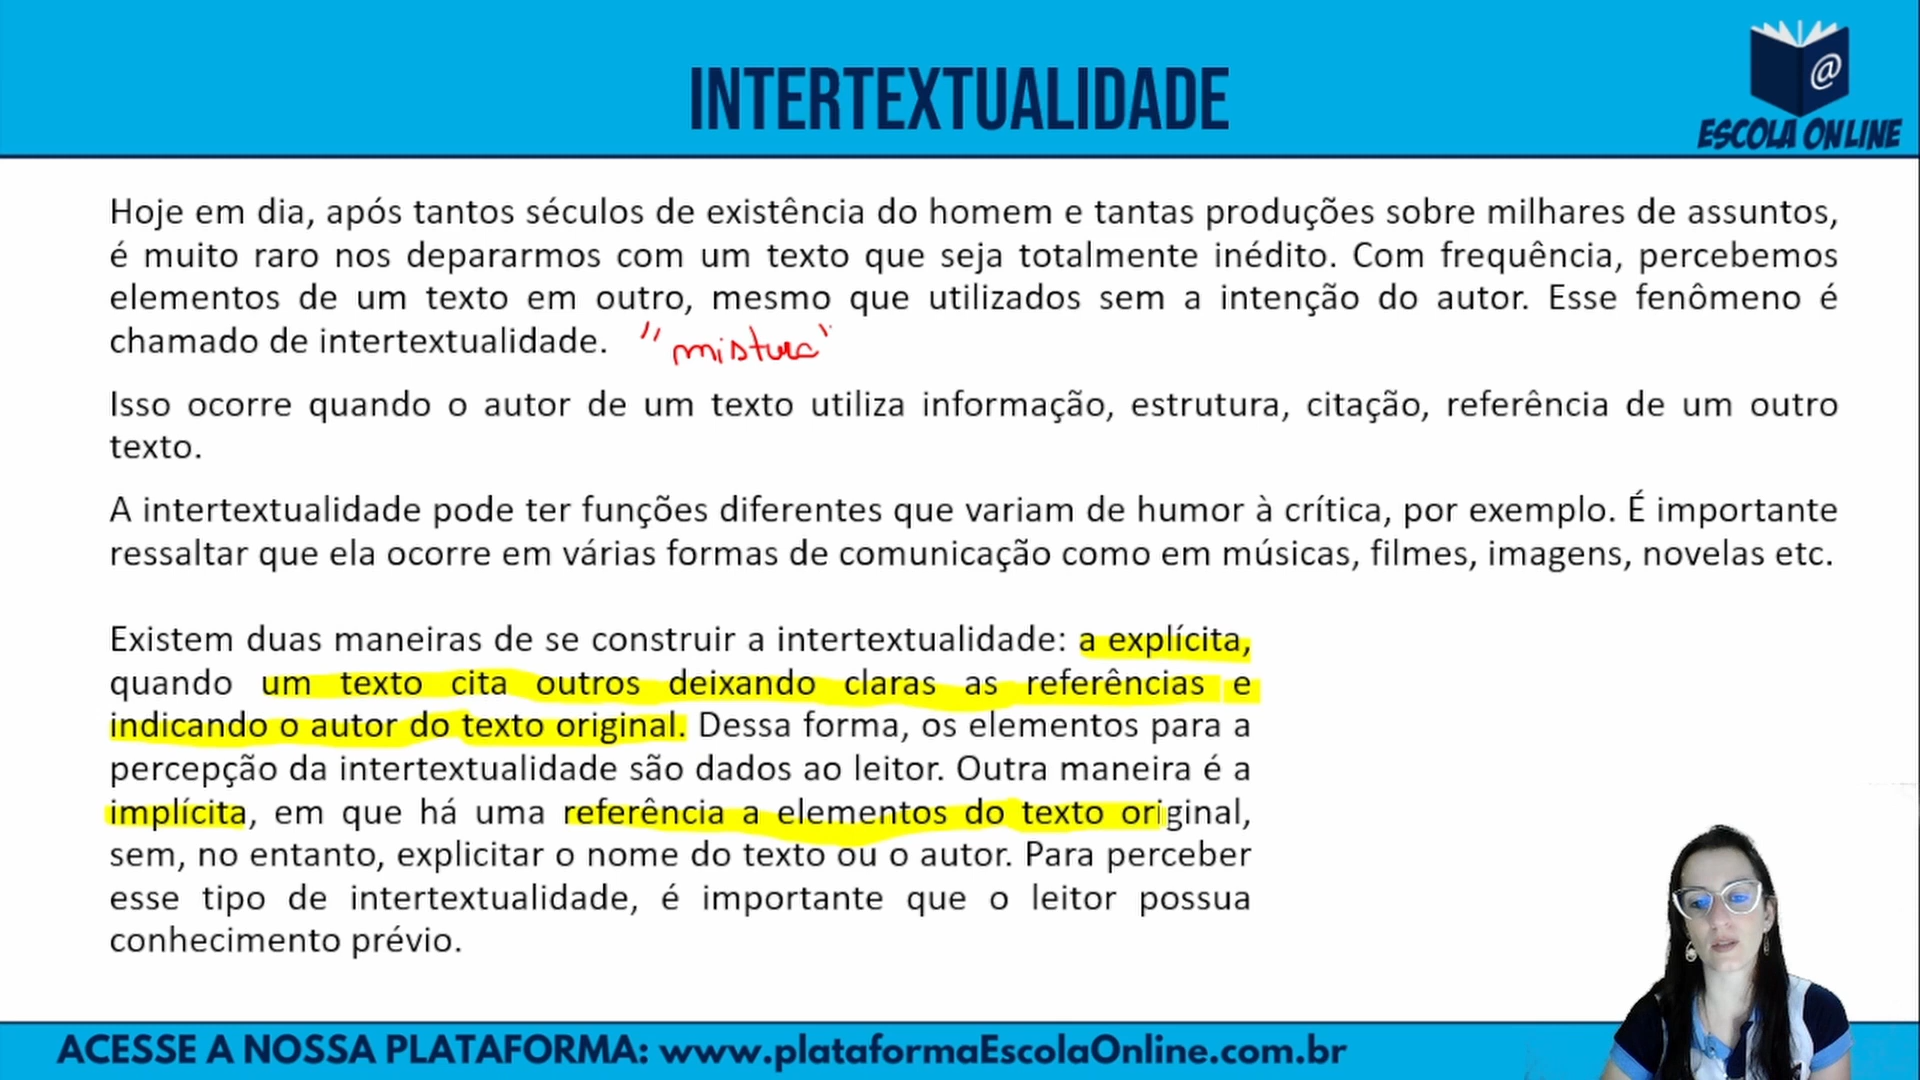 INTERTEXTUALIDADE
@
ESCOLA ONLINE
Hoje em dia, após tantos séculos de existência do homem e tantas produções sobre milhares de assuntos,
é muito raro nos depararmos com um texto que seja totalmente inédito. Com frequência, percebemos
elementos de um texto em outro, mesmo que utilizados sem a intenção do autor. Esse fenômeno é
chamado de intertextualidade. "mistura"
Isso ocorre quando o autor de um texto utiliza informação, estrutura, citação, referência de um outro
texto.
A intertextualidade pode ter funções diferentes que variam de humor à crítica, por exemplo. É importante
ressaltar que ela ocorre em várias formas de comunicação como em músicas, filmes, imagens, novelas etc.
Existem duas maneiras de se construir a intertextualidade: a explícita,
quando um texto cita outros deixando claras as referências e
indicando o autor do texto original. Dessa forma, os elementos para a
percepção da intertextualidade são dados ao leitor. Outra maneira é a
implícita, em que há uma referência a elementos do texto original,
sem, no entanto, explicitar o nome do texto ou o autor. Para perceber
esse tipo de intertextualidade, é importante que o leitor possua
conhecimento prévio.
ACESSE A NOSSA PLATAFORMA: www.plataformaEscolaOnline.com.br